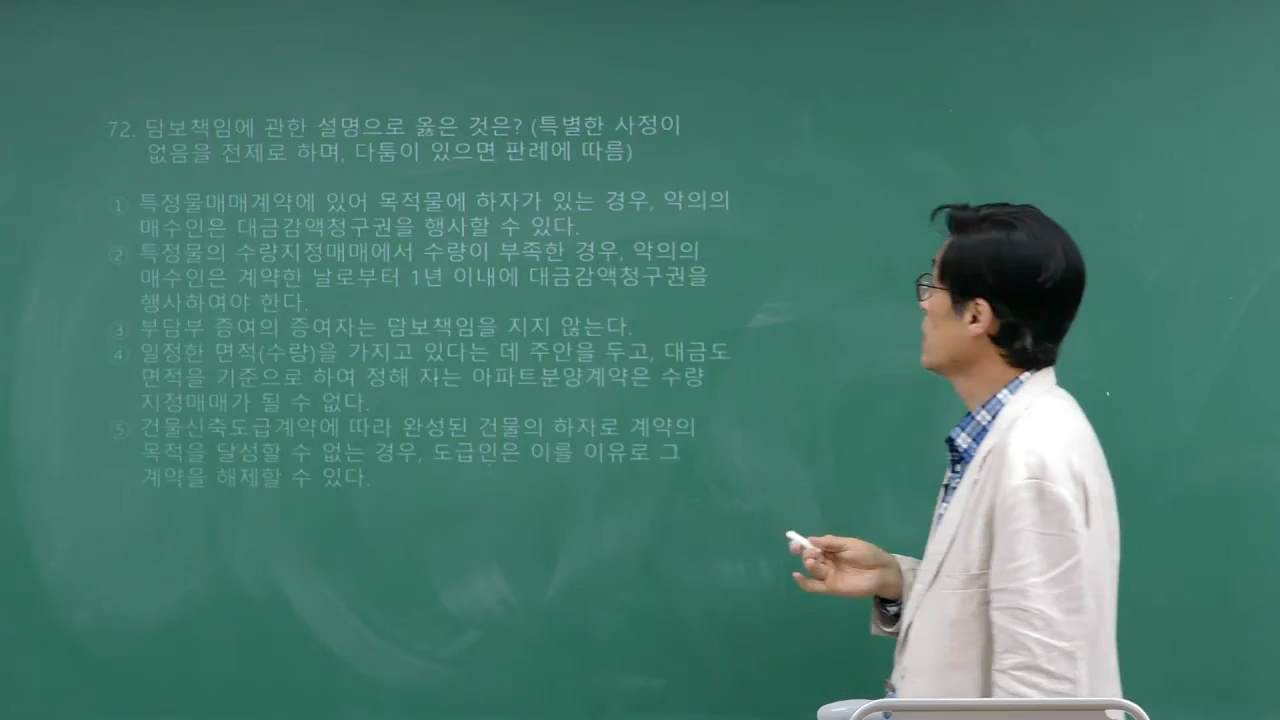 72. 담보책임에 관한 설명으로 옳은 것은? (특별한 사정이
없음을 전제로 하며, 다툼이 있으면 판례에 따름)
① 특정물매매계약에 있어 목적물에 하자가 있는 경우, 악의의
매수인은 대금감액청구권을 행사할 수 있다.
② 특정물의 수량지정매매에서 수량이 부족한 경우, 악의의
매수인은 계약한 날로부터 1년 이내에 대금감액청구권을
행사하여야 한다.
③ 부담부 증여의 증여자는 담보책임을 지지 않는다.
④ 일정한 면적(수량)을 가지고 있다는 데 주안을 두고, 대금도
면적을 기준으로 하여 정해 지는 아파트분양계약은 수량
지정매매가 될 수 없다.
⑤ 건물신축도급계약에 따라 완성된 건물의 하자로 계약의
목적을 달성할 수 없는 경우, 도급인은 이를 이유로 그
계약을 해제할 수 있다.